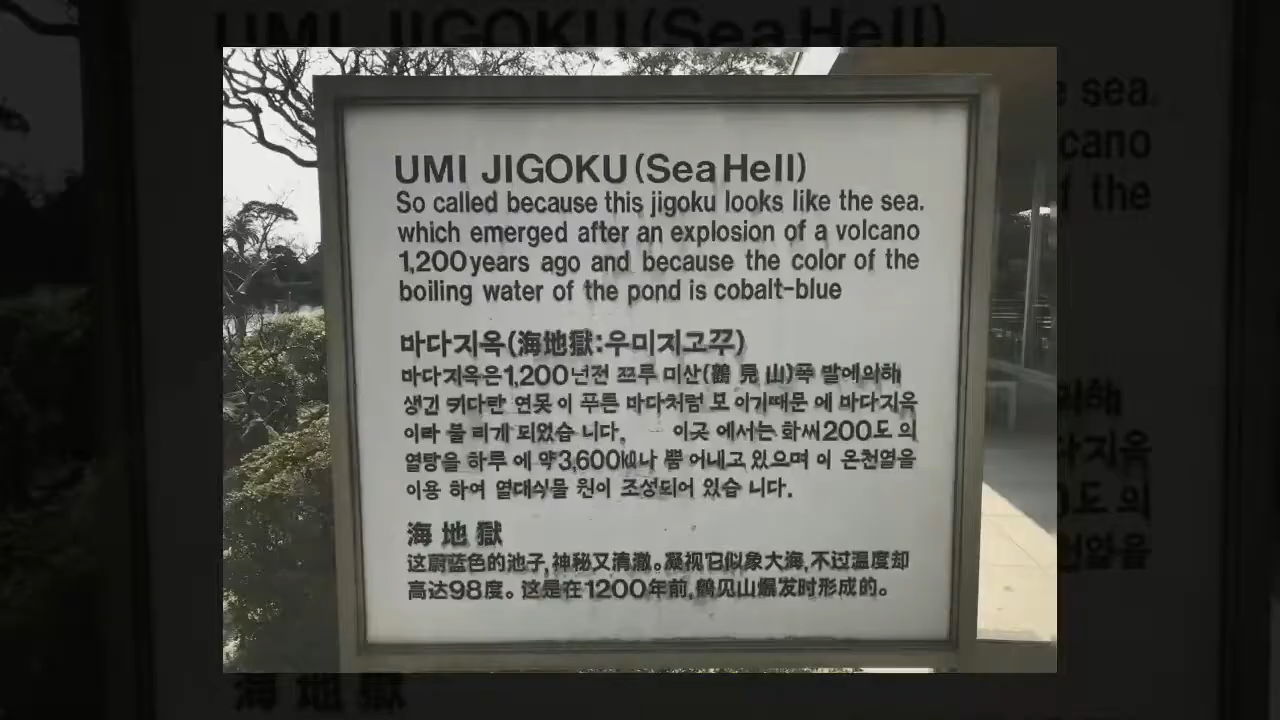 UMI JIGOKU(Sea Hell)
So called because this jigoku looks like the sea.
which emerged after an explosion of a volcano
1,200 years ago and because the color of the
boiling water of the pond is cobalt-blue
바다지옥(海地獄:우미지고꾸)
바다지옥은1,200년전 쯔루 미산(鶴 見 山)폭 발에의해
생긴 커다란 연못 이 푸른 바다처럼 보 이기때문 에 바다지옥
이라 불 리게 되었습 니다. 이곳 에서는 화씨200도 의
열탕을 하루 에 약3,600㎘나 뿜 어내고 있으며 이 온천열을
이용 하여 열대식물 원이 조성되어 있습 니다.
海 地 獄
这蔚蓝色的池子,神秘又清澈。凝视它似象大海,不过温度却
高达98度。这是在1200年前,鹤见山爆发时形成的。